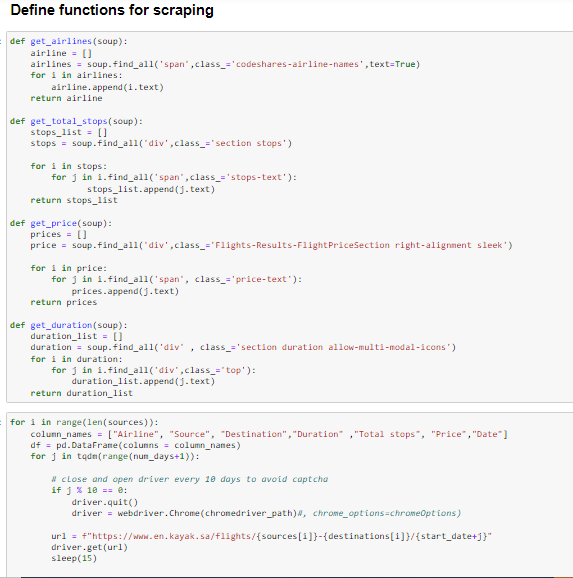 Define functions for scraping
def get_airlines(soup):
    airline = []
    airlines = soup.find_all('span',class_='codeshares-airline-names',text=True)
    for i in airlines:
        airline.append(i.text)
    return airline
def get_total_stops(soup):
    stops_list = []
    stops = soup.find_all('div',class_='section stops')
    for i in stops:
        for j in i.find_all('span',class_='stops-text'):
               stops_list.append(j.text)
    return stops_list
def get_price(soup):
    prices = []
    price = soup.find_all('div',class_='Flights-Results-FlightPriceSection right-alignment sleek')
    for i in price:
        for j in i.find_all('span', class_='price-text'):
            prices.append(j.text)
    return prices
def get_duration(soup):
    duration_list = []
    duration = soup.find_all('div' , class_='section duration allow-multi-modal-icons')
    for i in duration:
        for j in i.find_all('div',class_='top'):
            duration_list.append(j.text)
    return duration_list
for i in range(len(sources)):
    column_names = ["Airline", "Source", "Destination","Duration" ,"Total stops", "Price","Date"]
    df = pd.DataFrame(columns = column_names)
    for j in tqdm(range(num_days+1)):
        # close and open driver every 10 days to avoid captcha
        if j % 10 == 0:
            driver.quit()
            driver = webdriver.Chrome(chromedriver_path)#, chrome_options=chromeOptions)
        url = f"https://www.en.kayak.sa/flights/{sources[i]}-{destinations[i]}/{start_date+j}"
        driver.get(url)
        sleep(15)